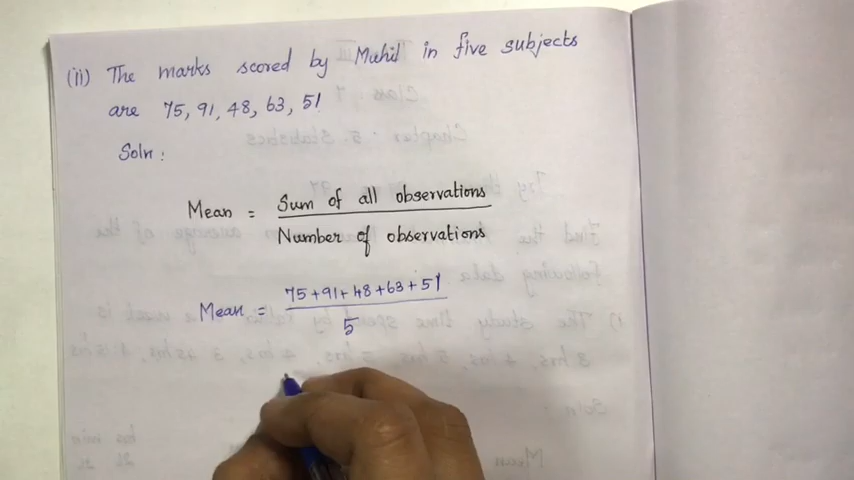 (ii) The marks scored by Muhil in five subjects
are 75, 91, 48, 63, 51
Soln :
Mean = Sum of all observations
Number of observations
Mean = 75+91+48+63+51
5